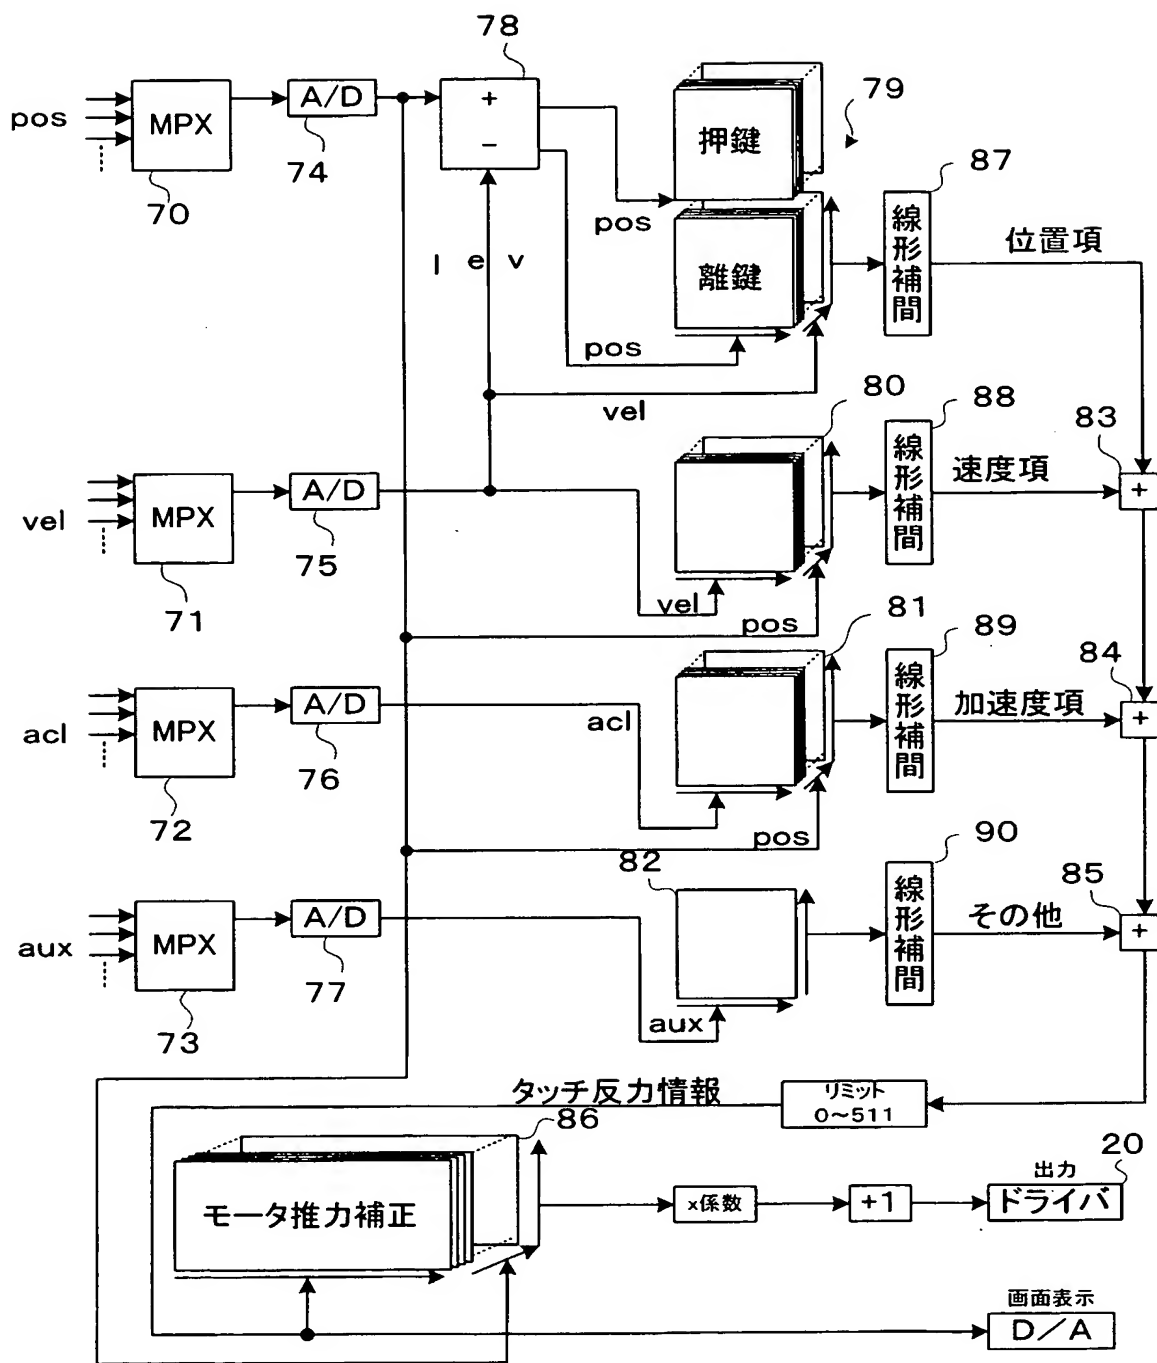 78
pos
MPX
70
A/D
74
+
−
押鍵
79
離鍵
pos
l e v
pos
vel
87
線形補間
位置項
vel
MPX
71
A/D
75
vel
80
pos
88
線形補間
速度項
83
+
acl
MPX
72
A/D
76
acl
81
pos
89
線形補間
加速度項
84
+
aux
MPX
73
A/D
77
82
aux
90
線形補間
その他
85
+
タッチ反力情報
リミット
0~511
86
モータ推力補正
x係数
+1
出力
ドライバ
20
画面表示
D/A